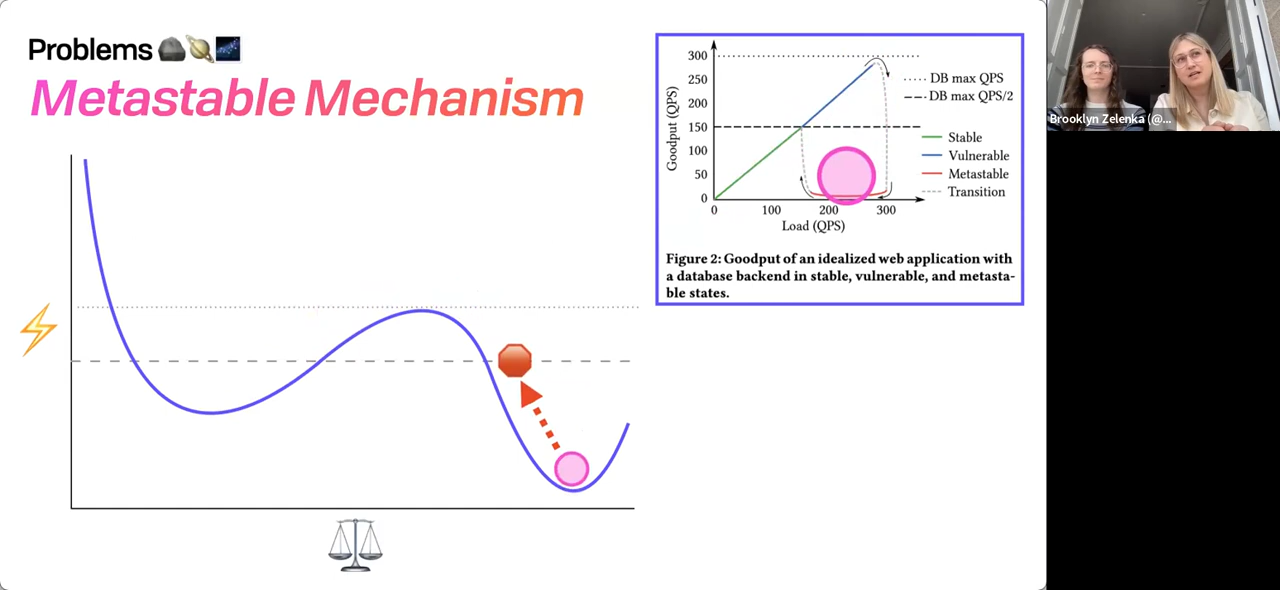 Problems
Metastable Mechanism
300
250
200
150
100
50
0
Goodput (QPS)
0 100 200 300
Load (QPS)
DB max QPS
DB max QPS/2
Stable
Vulnerable
Metastable
Transition
Figure 2: Goodput of an idealized web application with
a database backend in stable, vulnerable, and metasta-
ble states.
Brooklyn Zelenka (@...